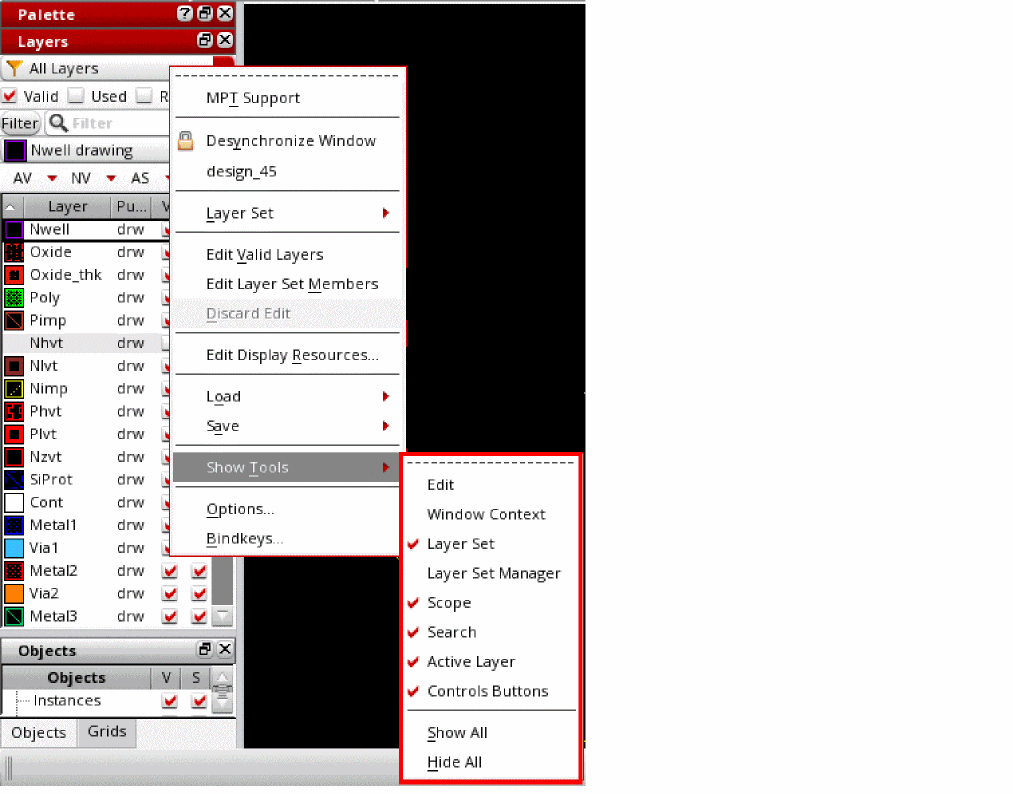 Palette
Layers
All Layers
Valid Used R
Filter Filter
Nwell drawing
AV NV AS
Layer Pu... V
Nwell drw
Oxide drw
Oxide_thk drw
Poly drw
Pimp drw
Nhvt drw
Nlvt drw
Nimp drw
Phvt drw
Plvt drw
Nzvt drw
SiProt drw
Cont drw
Metal1 drw
Via1 drw
Metal2 drw
Via2 drw
Metal3 drw
Objects
Objects V S
Instances
Objects Grids
MPT Support
Desynchronize Window
design_45
Layer Set
Edit Valid Layers
Edit Layer Set Members
Discard Edit
Edit Display Resources...
Load
Save
Show Tools
Options...
Bindkeys...
Edit
Window Context
Layer Set
Layer Set Manager
Scope
Search
Active Layer
Controls Buttons
Show All
Hide All